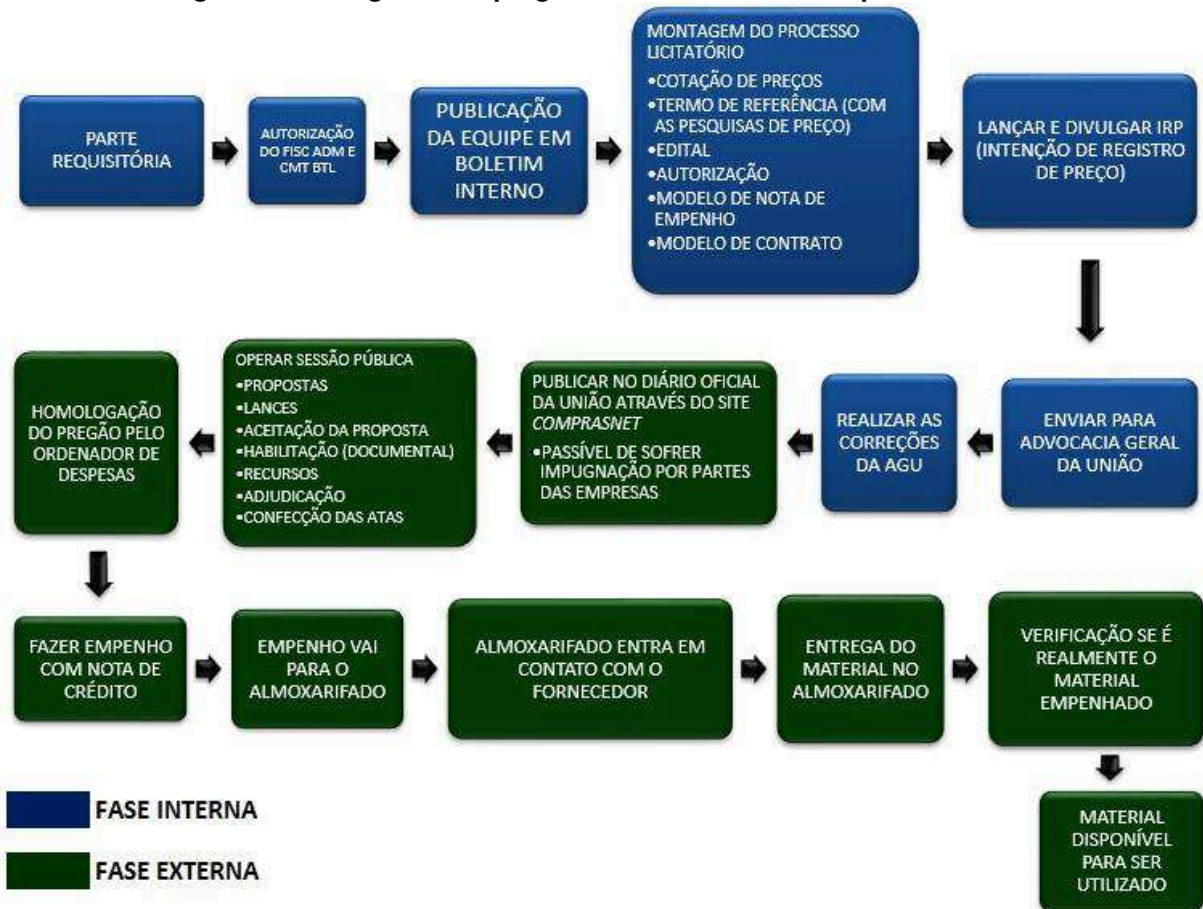 PARTE
REQUISITÓRIA
AUTORIZAÇÃO
DO FISC ADM E
CMT BTL
PUBLICAÇÃO
DA EQUIPE EM
BOLETIM
INTERNO
MONTAGEM DO PROCESSO
LICITATÓRIO
•COTAÇÃO DE PREÇOS
•TERMO DE REFERÊNCIA (COM
AS PESQUISAS DE PREÇO)
•EDITAL
•AUTORIZAÇÃO
•MODELO DE NOTA DE
EMPENHO
•MODELO DE CONTRATO
LANÇAR E DIVULGAR IRP
(INTENÇÃO DE REGISTRO
DE PREÇO)
ENVIAR PARA
ADVOCACIA GERAL
DA UNIÃO
REALIZAR AS
CORREÇÕES
DA AGU
PUBLICAR NO DIÁRIO OFICIAL
DA UNIÃO ATRAVÉS DO SITE
COMPRASNET
•PASSÍVEL DE SOFRER
IMPUGNAÇÃO POR PARTES
DAS EMPRESAS
OPERAR SESSÃO PÚBLICA
•PROPOSTAS
•LANCES
•ACEITAÇÃO DA PROPOSTA
•HABILITAÇÃO (DOCUMENTAL)
•RECURSOS
•ADJUDICAÇÃO
•CONFECÇÃO DAS ATAS
HOMOLOGAÇÃO
DO PREGÃO PELO
ORDENADOR DE
DESPESAS
FAZER EMPENHO
COM NOTA DE
CRÉDITO
EMPENHO VAI
PARA O
ALMOXARIFADO
ALMOXARIFADO ENTRA EM
CONTATO COM O
FORNECEDOR
ENTREGA DO
MATERIAL NO
ALMOXARIFADO
VERIFICAÇÃO SE É
REALMENTE O
MATERIAL
EMPENHADO
MATERIAL
DISPONÍVEL
PARA SER
UTILIZADO
FASE INTERNA
FASE EXTERNA